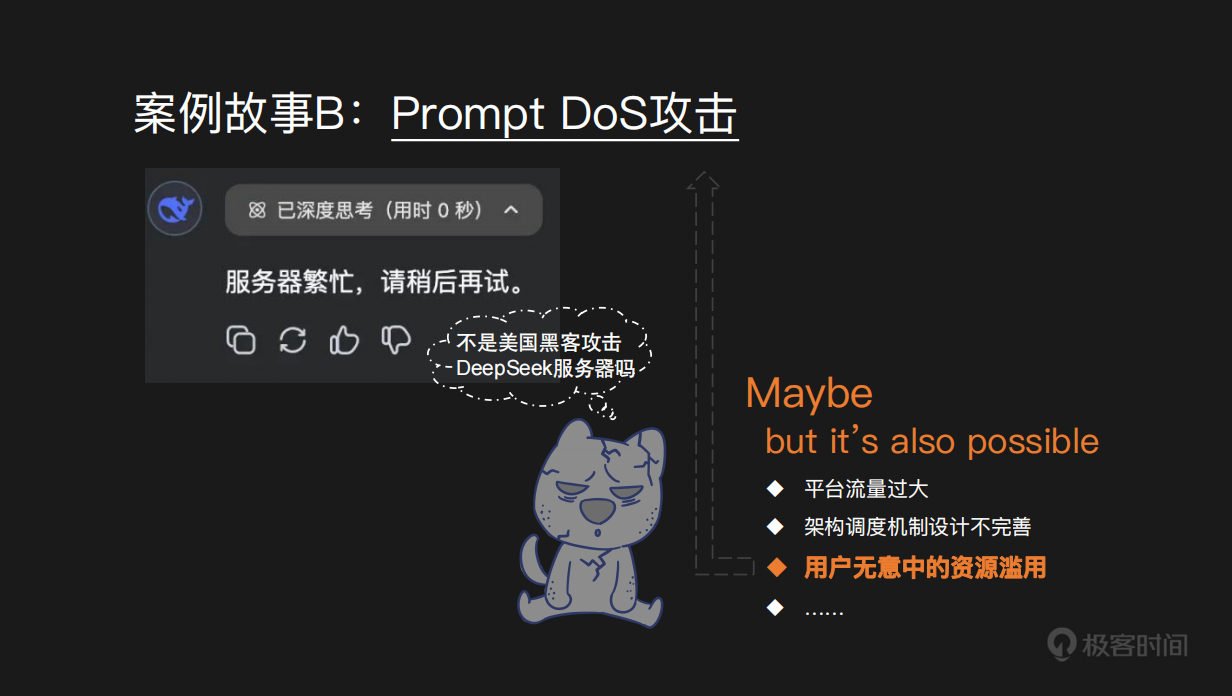 案例故事B：Prompt DoS攻击
已深度思考（用时 0 秒）
服务器繁忙，请稍后再试。
不是美国黑客攻击
DeepSeek服务器吗
Maybe
but it's also possible
◆ 平台流量过大
◆ 架构调度机制设计不完善
◆ 用户无意中的资源滥用
◆ ……
极客时间